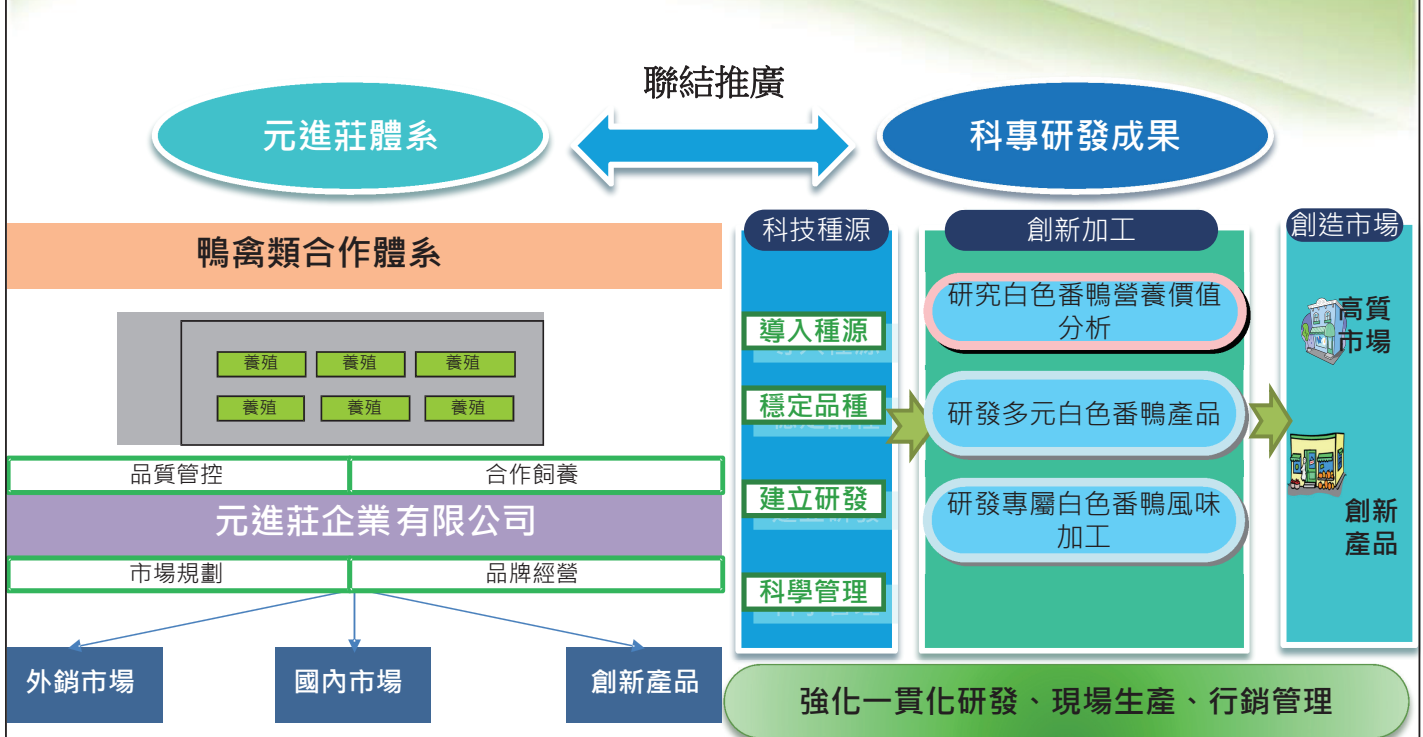 聯結推廣
元進莊體系
科專研發成果
鴨禽類合作體系
養殖 養殖 養殖
養殖 養殖 養殖
品質管控 合作飼養
元進莊企業有限公司
市場規劃 品牌經營
外銷市場 國內市場 創新產品
科技種源
導入種源
穩定品種
建立研發
科學管理
創新加工
研究白色番鴨營養價值
分析
研發多元白色番鴨產品
研發專屬白色番鴨風味
加工
創造市場
高質
市場
創新
產品
強化一貫化研發、現場生產、行銷管理